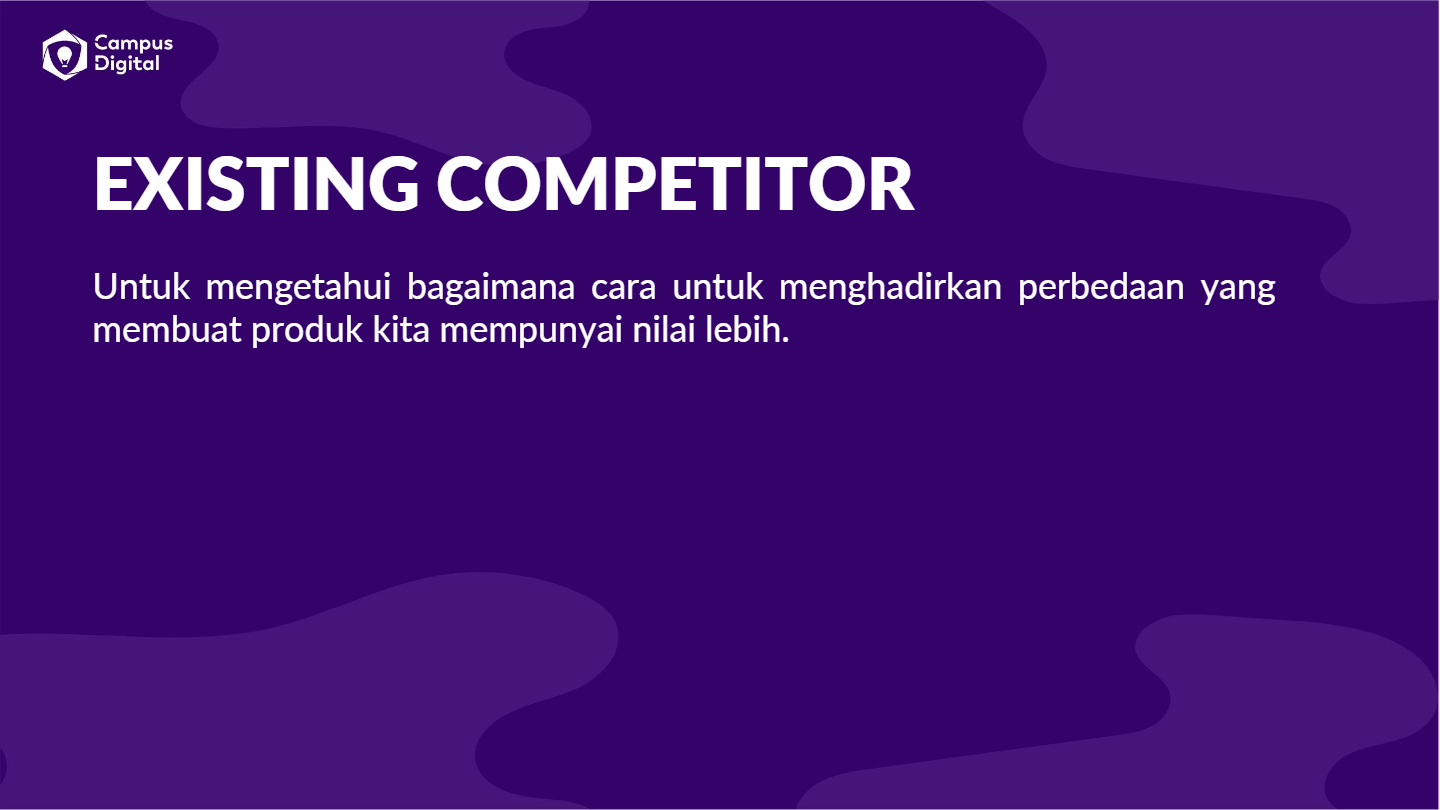 Campus
Digital
EXISTING COMPETITOR
Untuk mengetahui bagaimana cara untuk menghadirkan perbedaan yang
membuat produk kita mempunyai nilai lebih.